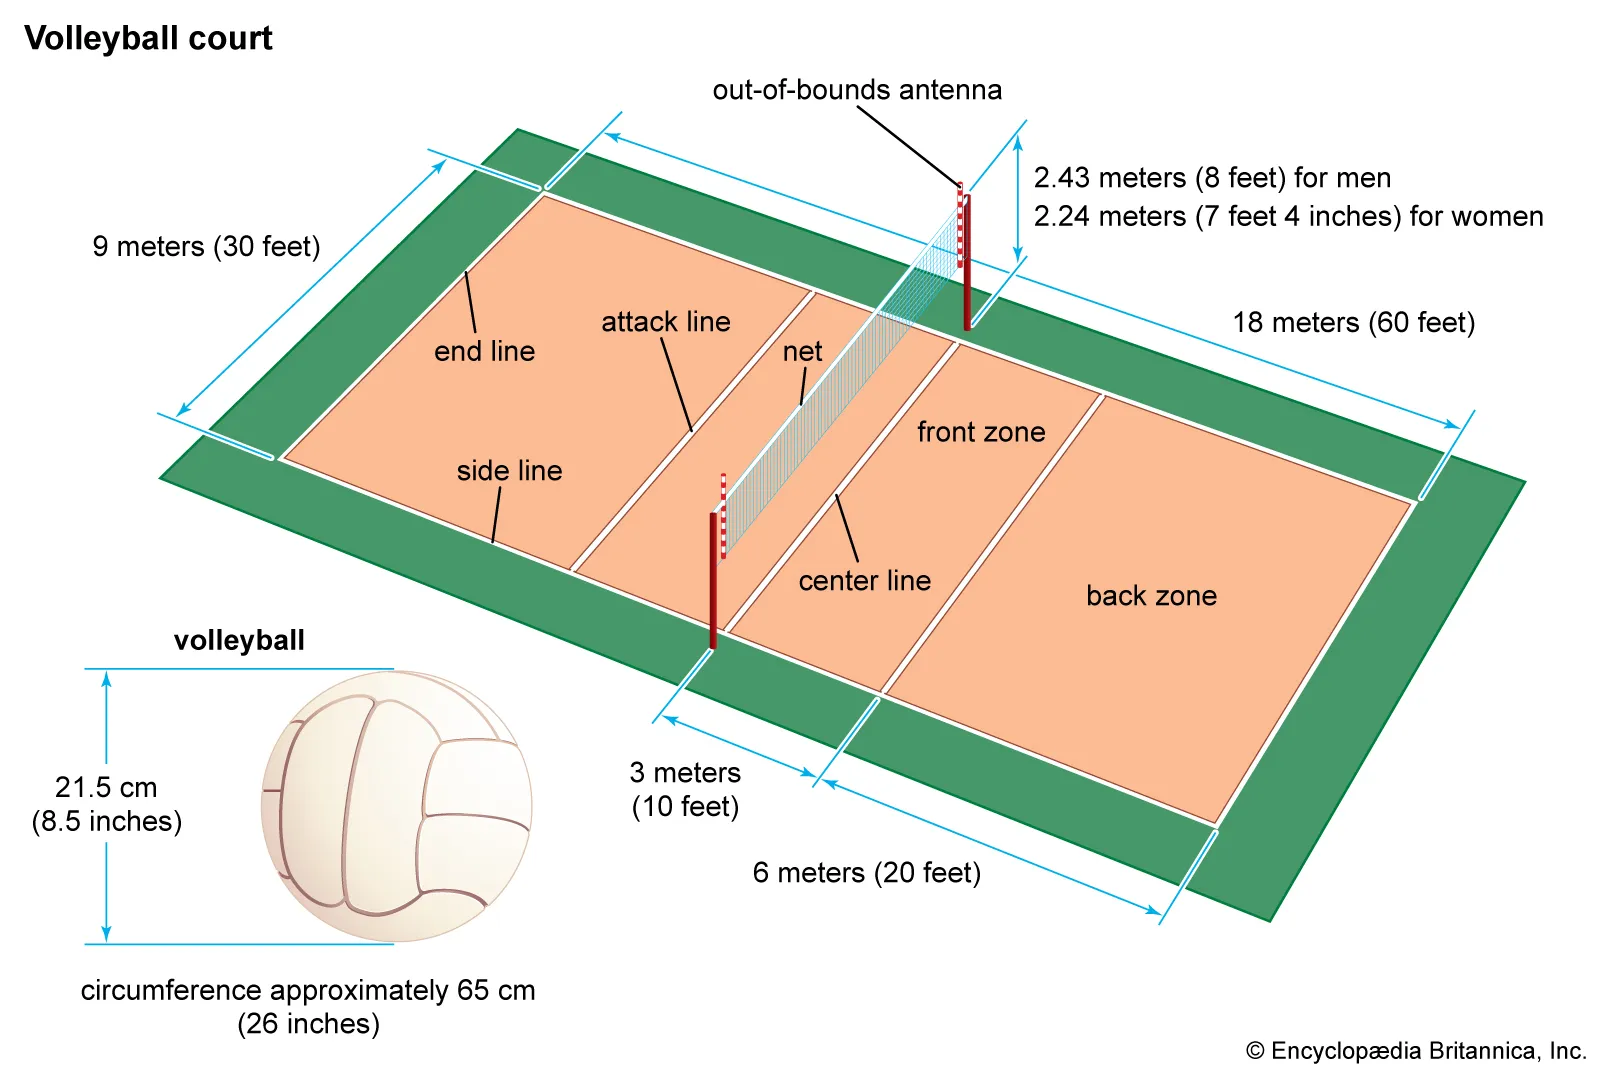 Volleyball court
out-of-bounds antenna
2.43 meters (8 feet) for men
2.24 meters (7 feet 4 inches) for women
9 meters (30 feet)
18 meters (60 feet)
attack line
end line
net
front zone
side line
center line
back zone
volleyball
3 meters
(10 feet)
21.5 cm
(8.5 inches)
6 meters (20 feet)
circumference approximately 65 cm
(26 inches)
© Encyclopædia Britannica, Inc.